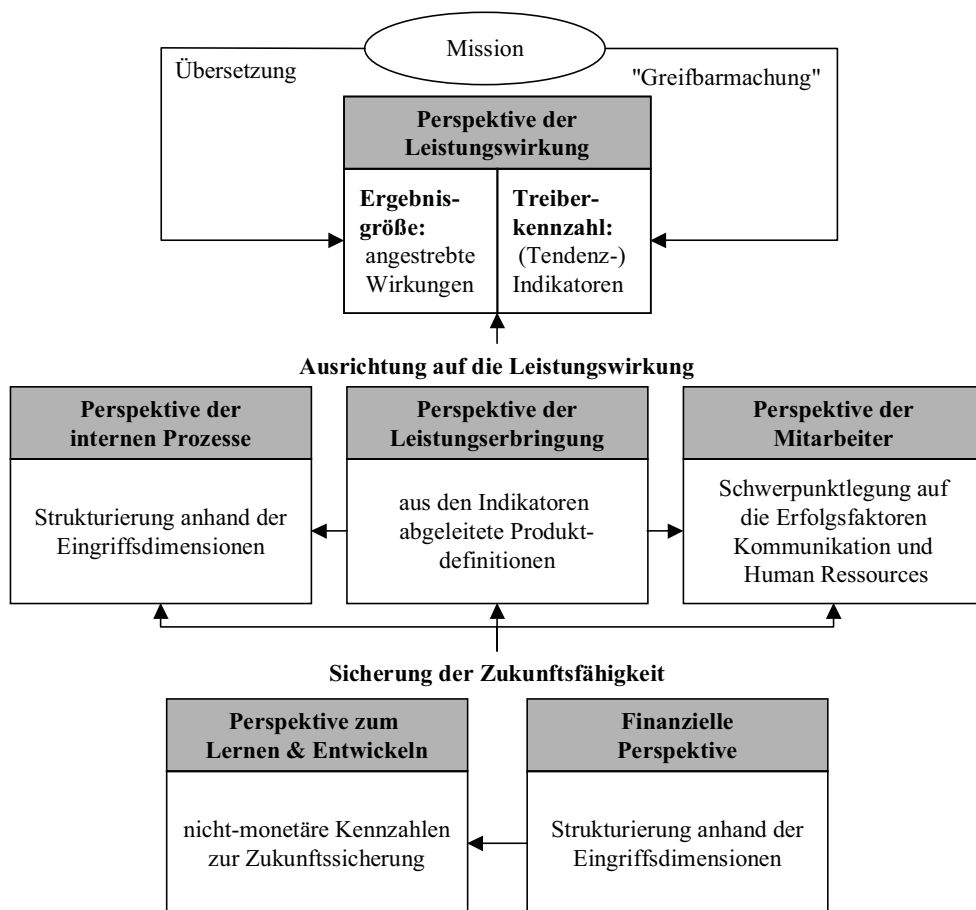 Mission
Übersetzung
"Greifbarmachung"
Perspektive der
Leistungswirkung
Ergebnis-
größe:
angestrebte
Wirkungen
Treiber-
kennzahl:
(Tendenz-)
Indikatoren
Ausrichtung auf die Leistungswirkung
Perspektive der
internen Prozesse
Strukturierung anhand der
Eingriffsdimensionen
Perspektive der
Leistungserbringung
aus den Indikatoren
abgeleitete Produkt-
definitionen
Perspektive der
Mitarbeiter
Schwerpunktlegung auf
die Erfolgsfaktoren
Kommunikation und
Human Ressources
Sicherung der Zukunftsfähigkeit
Perspektive zum
Lernen & Entwickeln
nicht-monetäre Kennzahlen
zur Zukunftssicherung
Finanzielle
Perspektive
Strukturierung anhand der
Eingriffsdimensionen